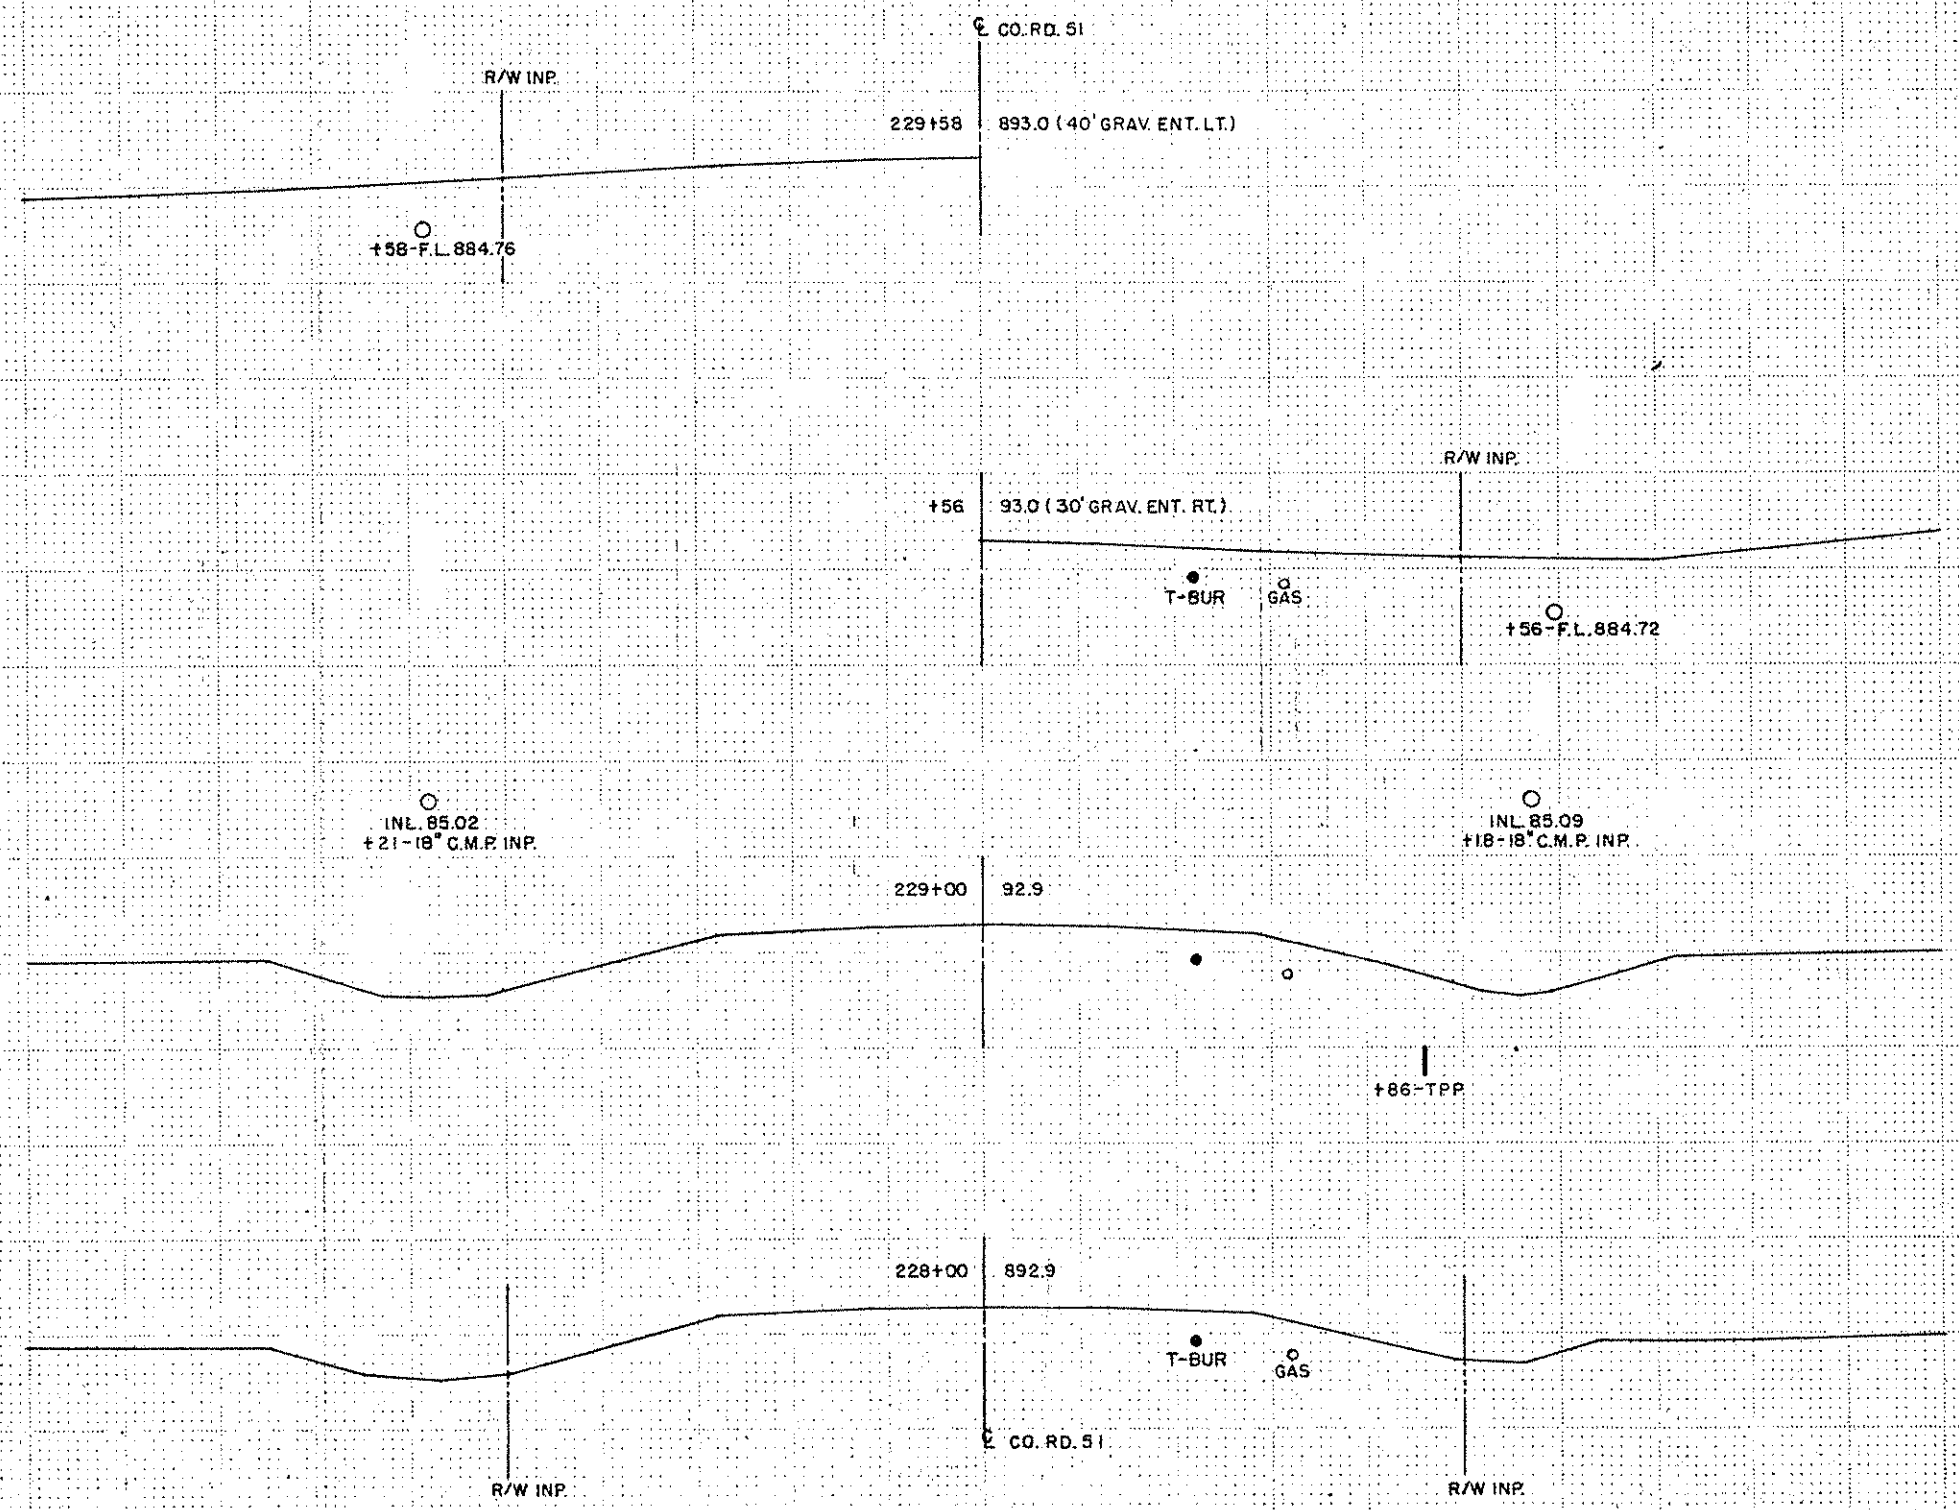 ℄ CO. RD. 51
R/W INP.
229+58 893.0 (40' GRAV. ENT. LT.)
+58-F.L. 884.76
R/W INP.
+56 93.0 (30' GRAV. ENT. RT.)
T-BUR GAS
+56-F.L. 884.72
INL. 85.02
+21-18" C.M.P. INP.
INL. 85.09
+18-18" C.M.P. INP.
229+00 92.9
+86-TPP
228+00 892.9
T-BUR
GAS
℄ CO. RD. 51
R/W INP.
R/W INP.